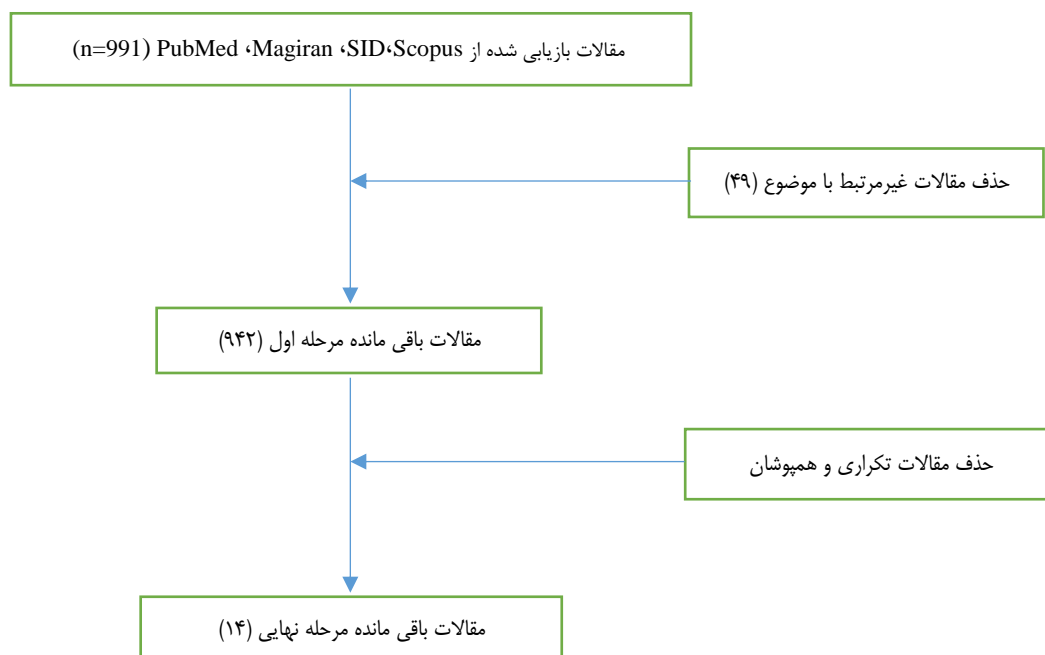 مقالات بازیابی شده از PubMed ،Magiran ،SID،Scopus (n=991)
حذف مقالات غیرمرتبط با موضوع (۴۹)
مقالات باقی مانده مرحله اول (۹۴۲)
حذف مقالات تکراری و همپوشان
مقالات باقی مانده مرحله نهایی (۱۴)